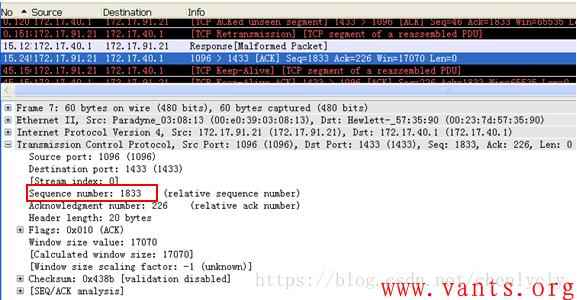 No Source Destination Info
0.120 172.17.40.1 172.17.91.21 [TCP ACKed unseen segment] 1433 > 1096 [ACK] Seq=46 Ack=1833 Win=65535
0.151 172.17.91.21 172.17.40.1 [TCP Retransmission] [TCP segment of a reassembled PDU]
15.12 172.17.40.1 172.17.91.21 Response[Malformed Packet]
15.24 172.17.91.21 172.17.40.1 1096 > 1433 [ACK] Seq=1833 Ack=226 Win=17070 Len=0
45.15 172.17.40.1 172.17.91.21 [TCP Keep-Alive] [TCP segment of a reassembled PDU]
Frame 7: 60 bytes on wire (480 bits), 60 bytes captured (480 bits)
Ethernet II, Src: Paradyne_03:08:13 (00:e0:39:03:08:13), Dst: Hewlett-_57:35:90 (00:23:7d:57:35:90)
Internet Protocol Version 4, Src: 172.17.91.21 (172.17.91.21), Dst: 172.17.40.1 (172.17.40.1)
Transmission Control Protocol, Src Port: 1096 (1096), Dst Port: 1433 (1433), Seq: 1833, Ack: 226, Len: 0
Source port: 1096 (1096)
Destination port: 1433 (1433)
[Stream index: 0]
Sequence number: 1833 (relative sequence number)
Acknowledgment number: 226 (relative ack number)
Header length: 20 bytes
Flags: 0x010 (ACK)
Window size value: 17070
[Calculated window size: 17070]
[Window size scaling factor: -1 (unknown)]
Checksum: 0x438b [validation disabled]
[SEQ/ACK analysis]
https://blog.csdn.net/chenlycly
www.vants.org